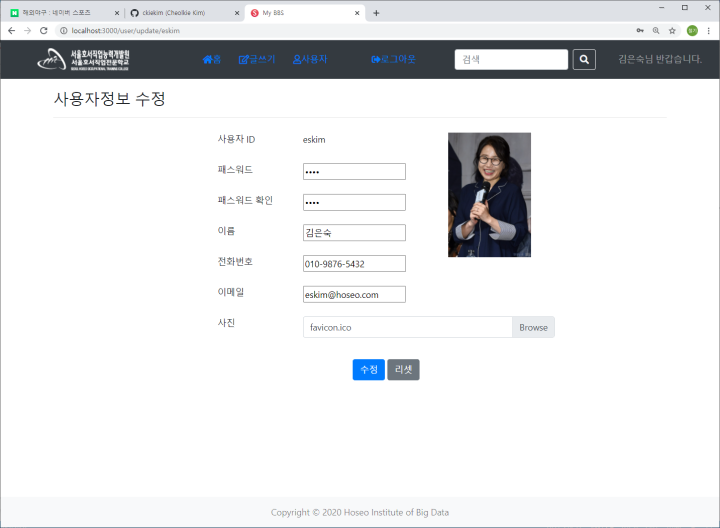 해외야구 : 네이버 스포츠
ckiekim (Cheolkie Kim)
My BBS
localhost:3000/user/update/eskim
서울호서직업능력개발원
서울호서직업전문학교
홈 글쓰기 사용자 로그아웃 검색 김은숙님 반갑습니다.
사용자정보 수정
사용자 ID eskim
패스워드 ••••
패스워드 확인 ••••
이름 김은숙
전화번호 010-9876-5432
이메일 eskim@hoseo.com
사진 favicon.ico Browse
수정 리셋
Copyright © 2020 Hoseo Institute of Big Data